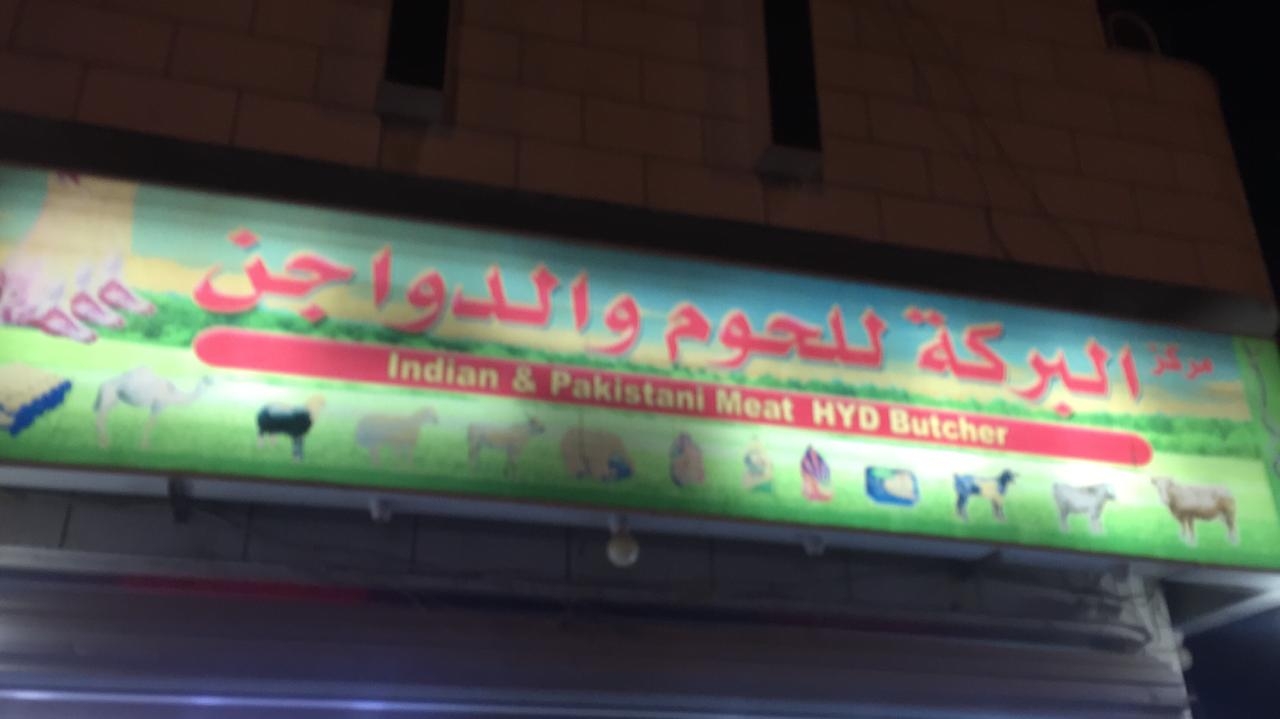 مركز البركة للحوم والدواجن
Indian & Pakistani Meat HYD Butcher